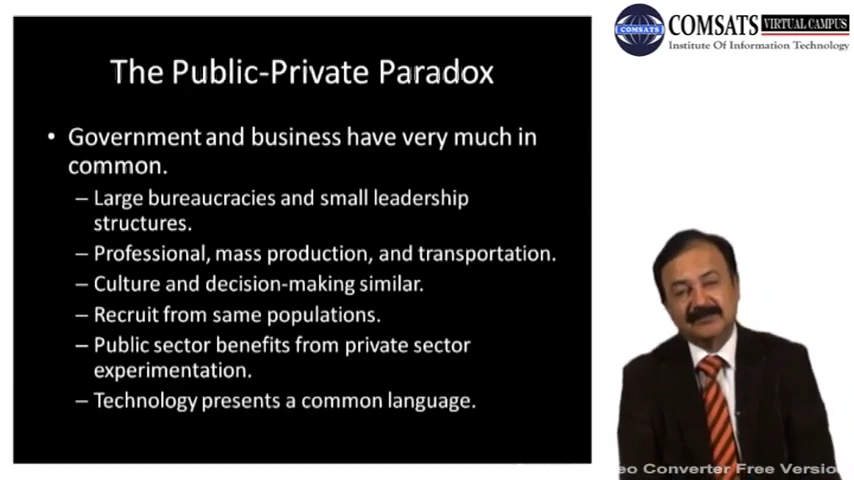 COMSATS VIRTUAL CAMPUS
COMSATS
Institute Of Information Technology
The Public-Private Paradox
• Government and business have very much in
common.
– Large bureaucracies and small leadership
structures.
– Professional, mass production, and transportation.
– Culture and decision-making similar.
– Recruit from same populations.
– Public sector benefits from private sector
experimentation.
– Technology presents a common language.
eo Converter Free Versio